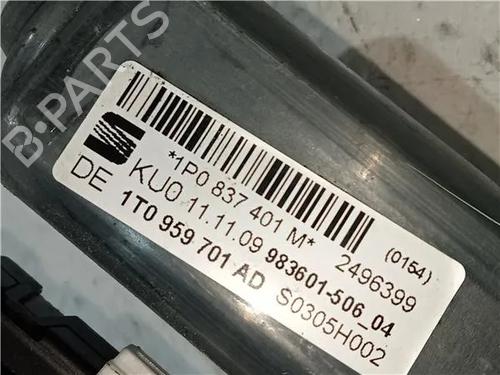 B-PARTS
*1P0 837 401 M* (0154)
KU0 11.11.09 2496399
DE 983601-506_04
1T0 959 701 AD S0305H002